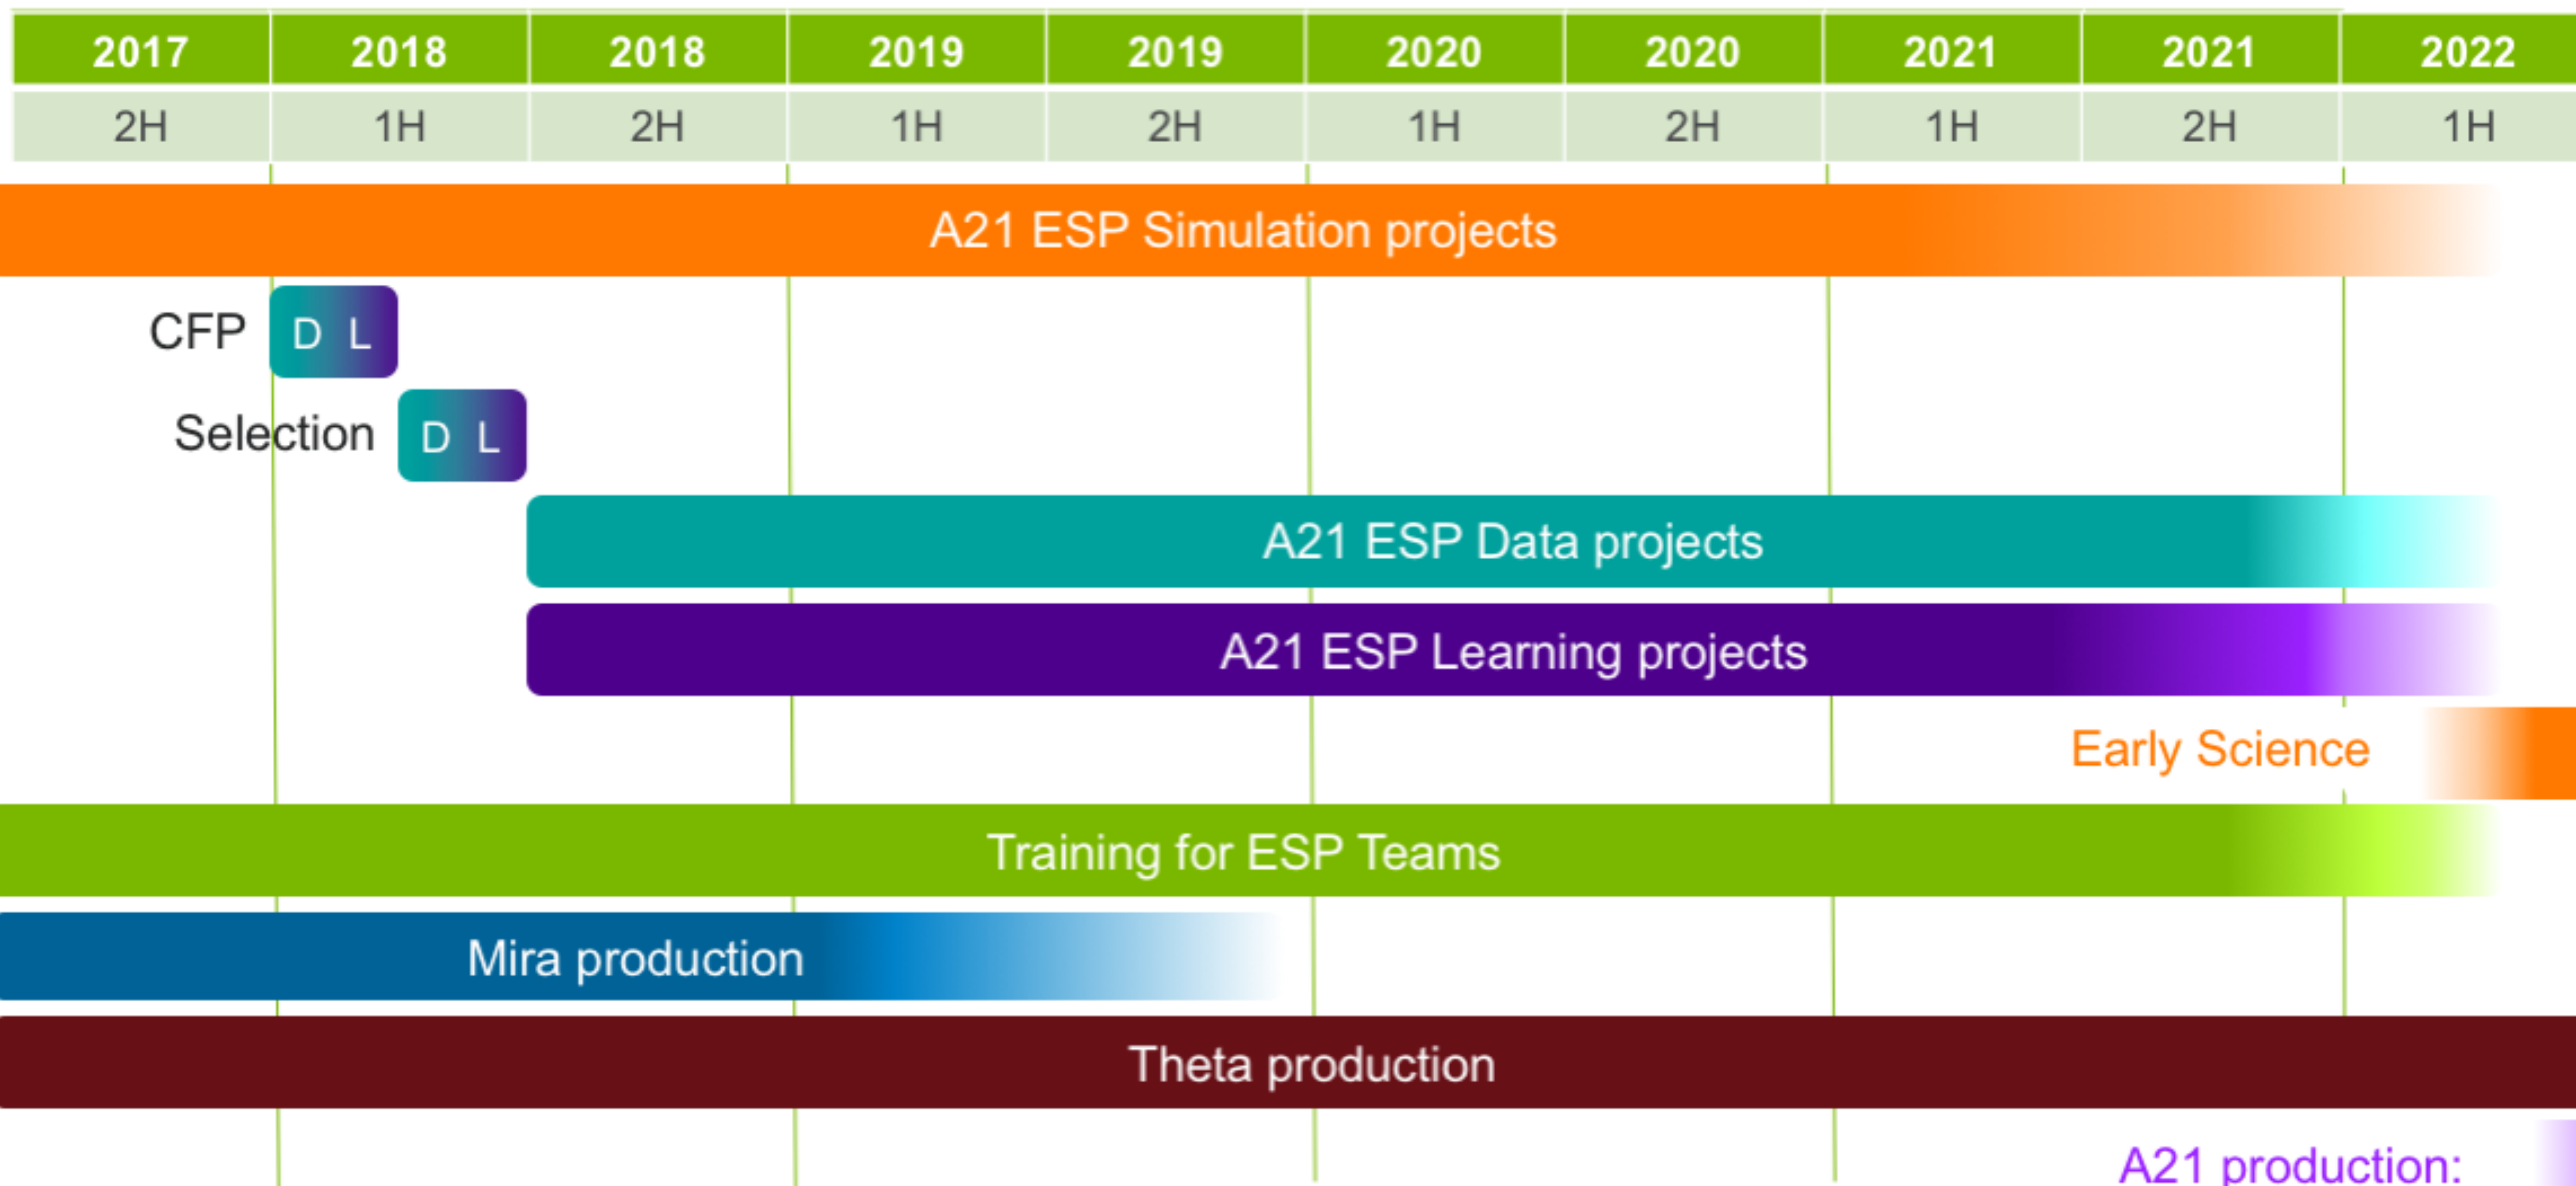 2017 2018 2018 2019 2019 2020 2020 2021 2021 2022
2H 1H 2H 1H 2H 1H 2H 1H 2H 1H
A21 ESP Simulation projects
CFP D L
Selection D L
A21 ESP Data projects
A21 ESP Learning projects
Early Science
Training for ESP Teams
Mira production
Theta production
A21 production: